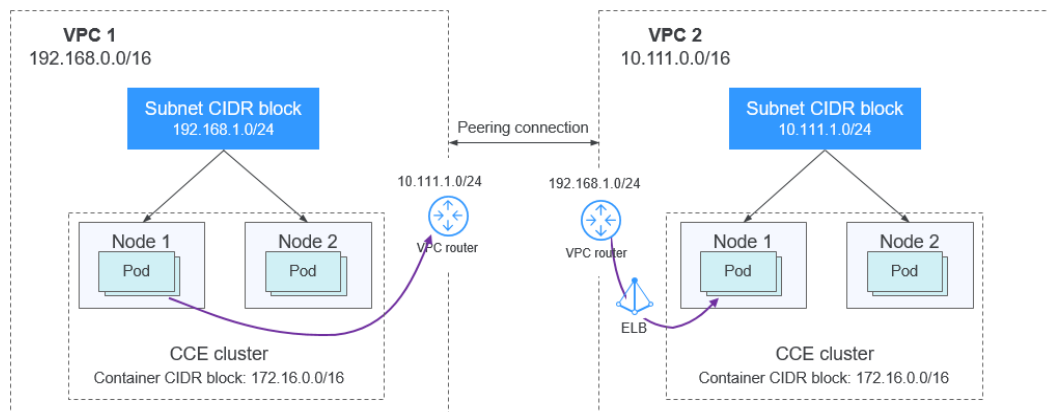 VPC 1
192.168.0.0/16
Subnet CIDR block
192.168.1.0/24
Peering connection
VPC 2
10.111.0.0/16
Subnet CIDR block
10.111.1.0/24
10.111.1.0/24
VPC router
192.168.1.0/24
VPC router
Node 1
Pod
Node 2
Pod
CCE cluster
Container CIDR block: 172.16.0.0/16
ELB
Node 1
Pod
Node 2
Pod
CCE cluster
Container CIDR block: 172.16.0.0/16